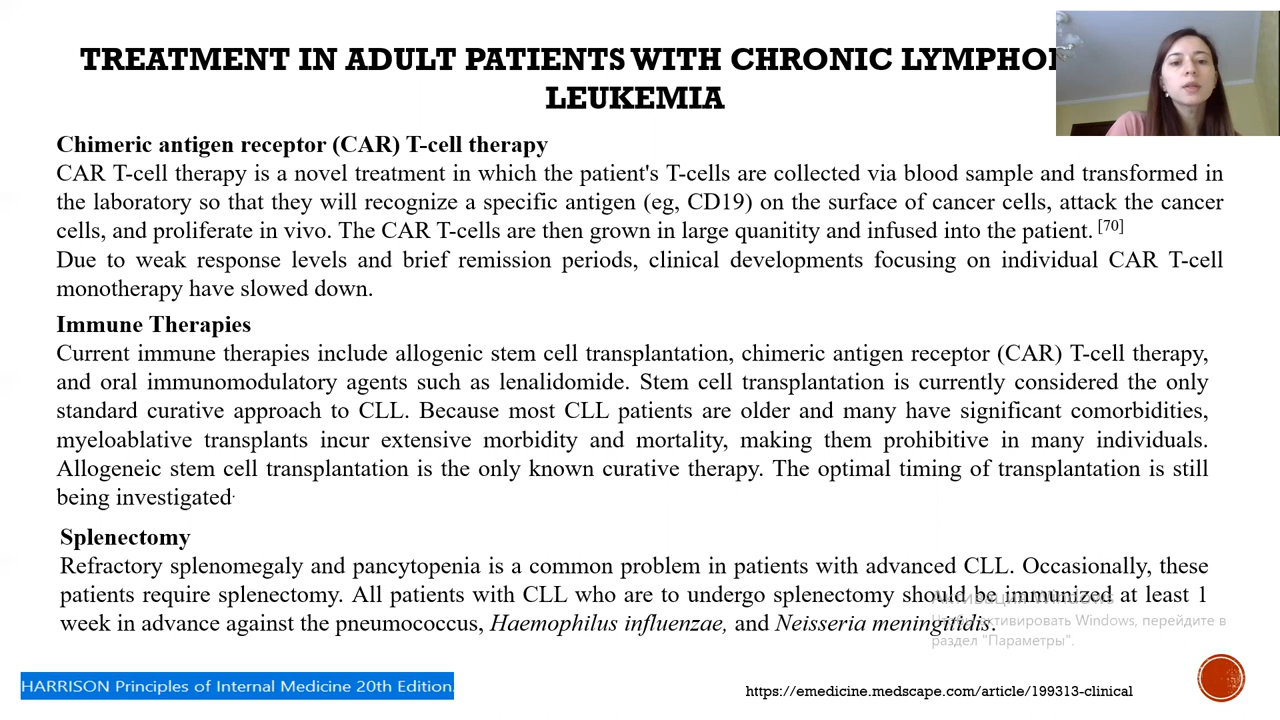 TREATMENT IN ADULT PATIENTS WITH CHRONIC LYMPHO
LEUKEMIA
Chimeric antigen receptor (CAR) T-cell therapy
CAR T-cell therapy is a novel treatment in which the patient's T-cells are collected via blood sample and transformed in
the laboratory so that they will recognize a specific antigen (eg, CD19) on the surface of cancer cells, attack the cancer
cells, and proliferate in vivo. The CAR T-cells are then grown in large quanitity and infused into the patient. [70]
Due to weak response levels and brief remission periods, clinical developments focusing on individual CAR T-cell
monotherapy have slowed down.
Immune Therapies
Current immune therapies include allogenic stem cell transplantation, chimeric antigen receptor (CAR) T-cell therapy,
and oral immunomodulatory agents such as lenalidomide. Stem cell transplantation is currently considered the only
standard curative approach to CLL. Because most CLL patients are older and many have significant comorbidities,
myeloablative transplants incur extensive morbidity and mortality, making them prohibitive in many individuals.
Allogeneic stem cell transplantation is the only known curative therapy. The optimal timing of transplantation is still
being investigated.
Splenectomy
Refractory splenomegaly and pancytopenia is a common problem in patients with advanced CLL. Occasionally, these
patients require splenectomy. All patients with CLL who are to undergo splenectomy should be immunized at least 1
week in advance against the pneumococcus, Haemophilus influenzae, and Neisseria meningitidis.
Активация Windows
Чтобы активировать Windows, перейдите в
раздел "Параметры".
HARRISON Principles of Internal Medicine 20th Edition.
https://emedicine.medscape.com/article/199313-clinical